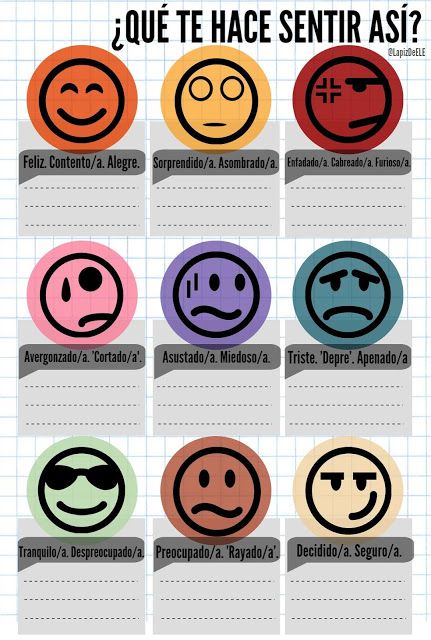 ¿QUÉ TE HACE SENTIR ASÍ?
@LapizDeELE
Feliz. Contento/a. Alegre.
Sorprendido/a. Asombrado/a.
Enfadado/a. Cabreado/a. Furioso/a.
Avergonzado/a. 'Cortado/a'.
Asustado/a. Miedoso/a.
Triste. 'Depre'. Apenado/a
Tranquilo/a. Despreocupado/a.
Preocupado/a. 'Rayado/a'.
Decidido/a. Seguro/a.